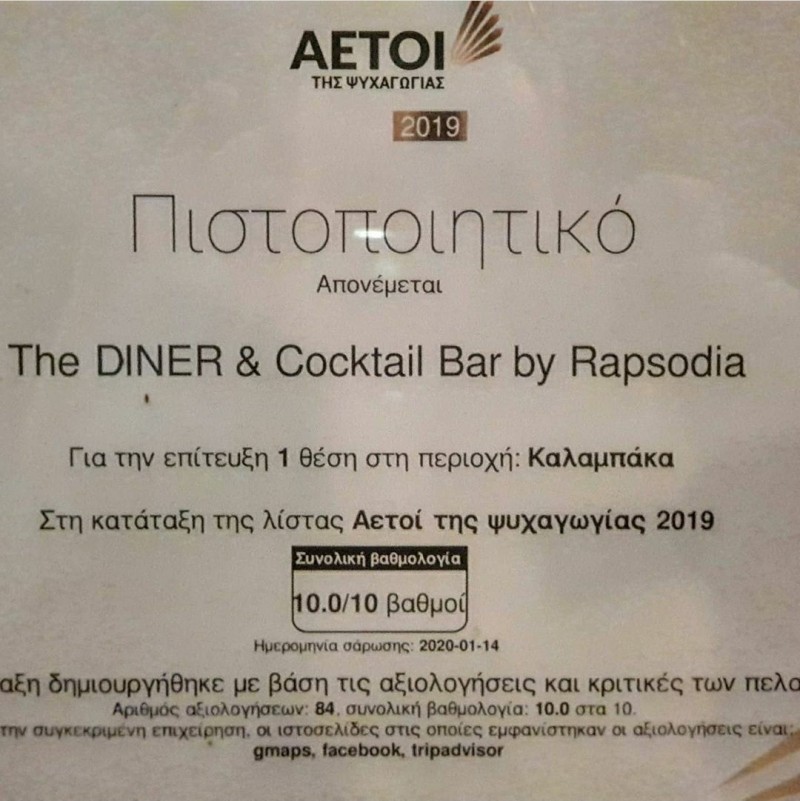 ΑΕΤΟΙ
ΤΗΣ ΨΥΧΑΓΩΓΙΑΣ
2019
Πιστοποιητικό
Απονέμεται
The DINER & Cocktail Bar by Rapsodia
Για την επίτευξη 1 θέση στη περιοχή: Καλαμπάκα
Στη κατάταξη της λίστας Αετοί της ψυχαγωγίας 2019
Συνολική βαθμολογία
10.0/10 βαθμοί
Ημερομηνία σάρωσης: 2020-01-14
αξη δημιουργήθηκε με βάση τις αξιολογήσεις και κριτικές των πελα
Αριθμός αξιολογήσεων: 84, συνολική βαθμολογία: 10.0 στα 10.
την συγκεκριμένη επιχείρηση, οι ιστοσελίδες στις οποίες εμφανίστηκαν οι αξιολογήσεις είναι:
gmaps, facebook, tripadvisor